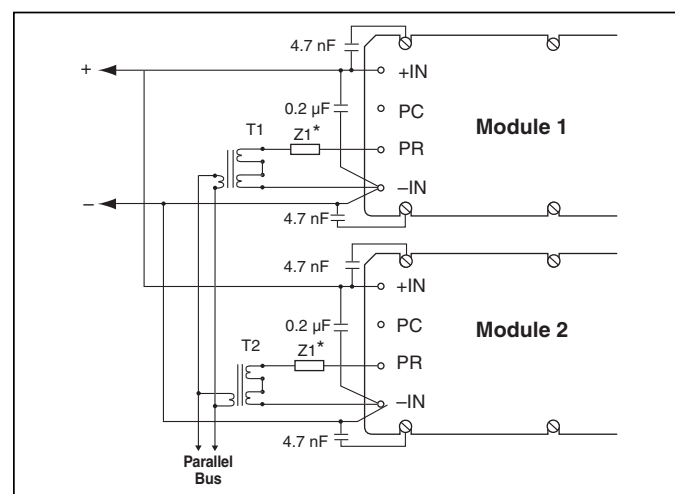 4.7 nF
+
+IN
0.2 µF
PC
T1
Z1*
Module 1
PR
–IN
–
4.7 nF
4.7 nF
+IN
0.2 µF
PC
T2
Z1*
Module 2
PR
–IN
4.7 nF
Parallel
Bus